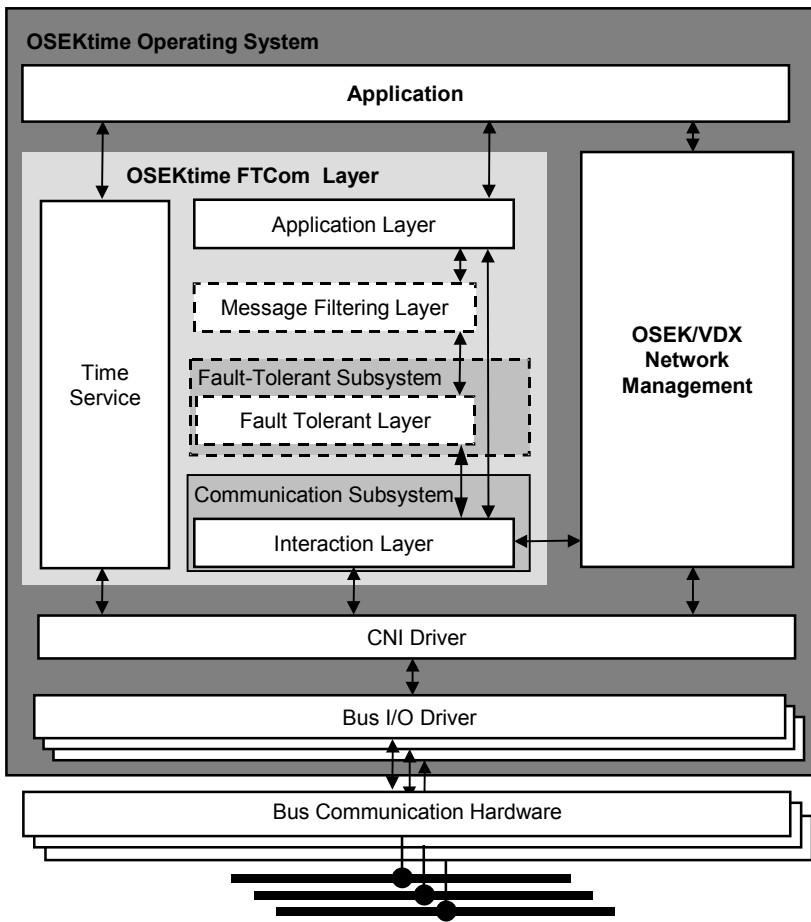 OSEKtime Operating System
Application
OSEKtime FTCom Layer
Time
Service
Application Layer
Message Filtering Layer
Fault-Tolerant Subsystem
Fault Tolerant Layer
Communication Subsystem
Interaction Layer
OSEK/VDX
Network
Management
CNI Driver
Bus I/O Driver
Bus Communication Hardware